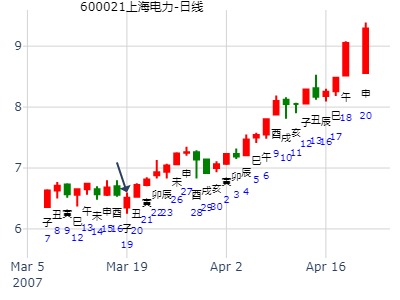 600021上海电力-日线
9
8
7
6
子 丑 寅 巳 午 未 申 酉 子 丑 寅 卯 辰 未 申 酉 戌 亥 寅 卯 辰 巳 午 酉 戌 亥 子 丑 辰 巳 午 申
7 8 9 12 13 14 15 16 19 20 21 22 23 26 27 28 29 30 2 3 4 5 6 9 10 11 12 13 16 17 18 20
Mar 5 Mar 19 Apr 2 Apr 16
2007